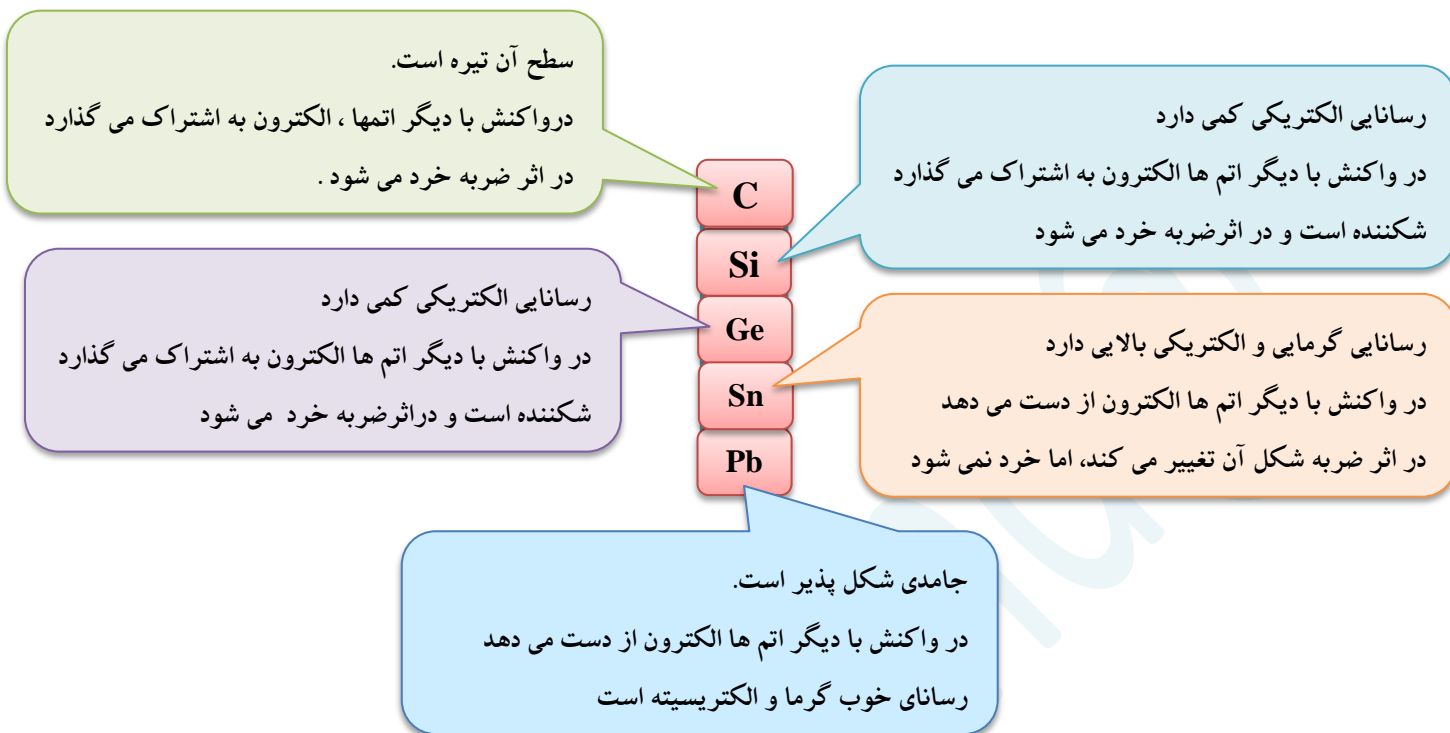 سطح آن تیره است.
درواکنش با دیگر اتمها ، الکترون به اشتراک می گذارد
در اثر ضربه خرد می شود .
رسانایی الکتریکی کمی دارد
در واکنش با دیگر اتم ها الکترون به اشتراک می گذارد
شکننده است و در اثرضربه خرد می شود
C
Si
Ge
Sn
Pb
رسانایی الکتریکی کمی دارد
در واکنش با دیگر اتم ها الکترون به اشتراک می گذارد
شکننده است و دراثرضربه خرد می شود
رسانایی گرمایی و الکتریکی بالایی دارد
در واکنش با دیگر اتم ها الکترون از دست می دهد
در اثر ضربه شکل آن تغییر می کند، اما خرد نمی شود
جامدی شکل پذیر است.
در واکنش با دیگر اتم ها الکترون از دست می دهد
رسانای خوب گرما و الکتریسیته است